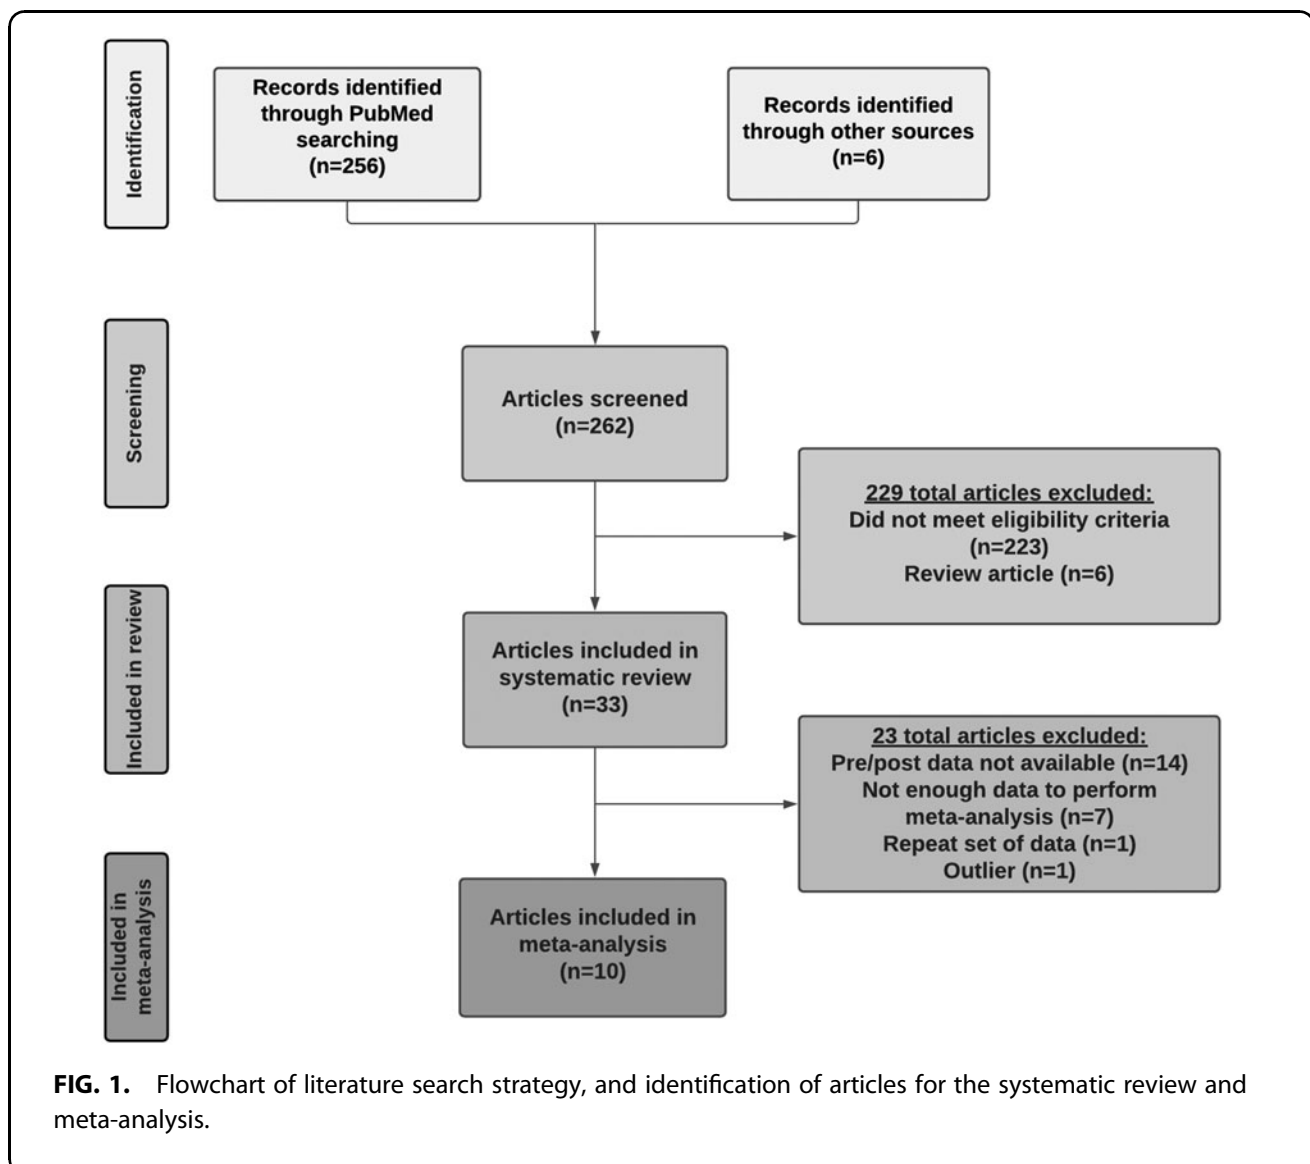 Identification
Records identified
through PubMed
searching
(n=256)
Records identified
through other sources
(n=6)
Screening
Articles screened
(n=262)
229 total articles excluded:
Did not meet eligibility criteria
(n=223)
Review article (n=6)
Included in review
Articles included in
systematic review
(n=33)
23 total articles excluded:
Pre/post data not available (n=14)
Not enough data to perform
meta-analysis (n=7)
Repeat set of data (n=1)
Outlier (n=1)
Included in
meta-analysis
Articles included in
meta-analysis
(n=10)
FIG. 1. Flowchart of literature search strategy, and identification of articles for the systematic review and
meta-analysis.